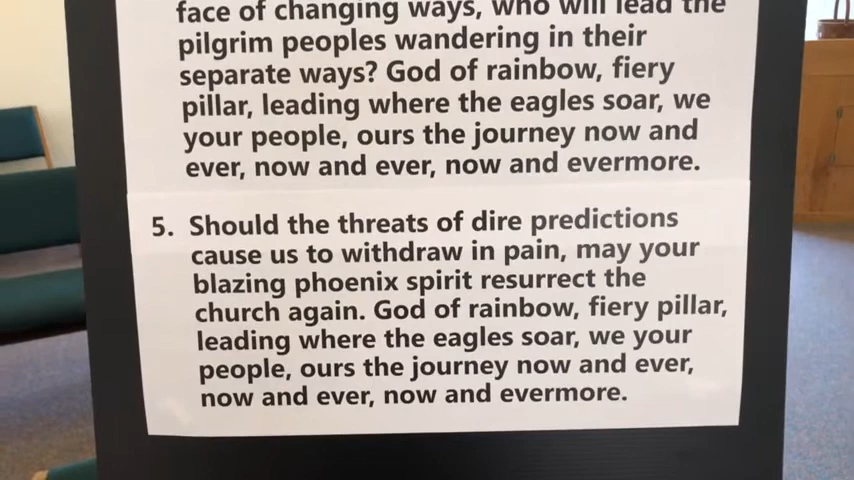 face of changing ways, who will lead the
pilgrim peoples wandering in their
separate ways? God of rainbow, fiery
pillar, leading where the eagles soar, we
your people, ours the journey now and
ever, now and ever, now and evermore.
5. Should the threats of dire predictions
cause us to withdraw in pain, may your
blazing phoenix spirit resurrect the
church again. God of rainbow, fiery pillar,
leading where the eagles soar, we your
people, ours the journey now and ever,
now and ever, now and evermore.